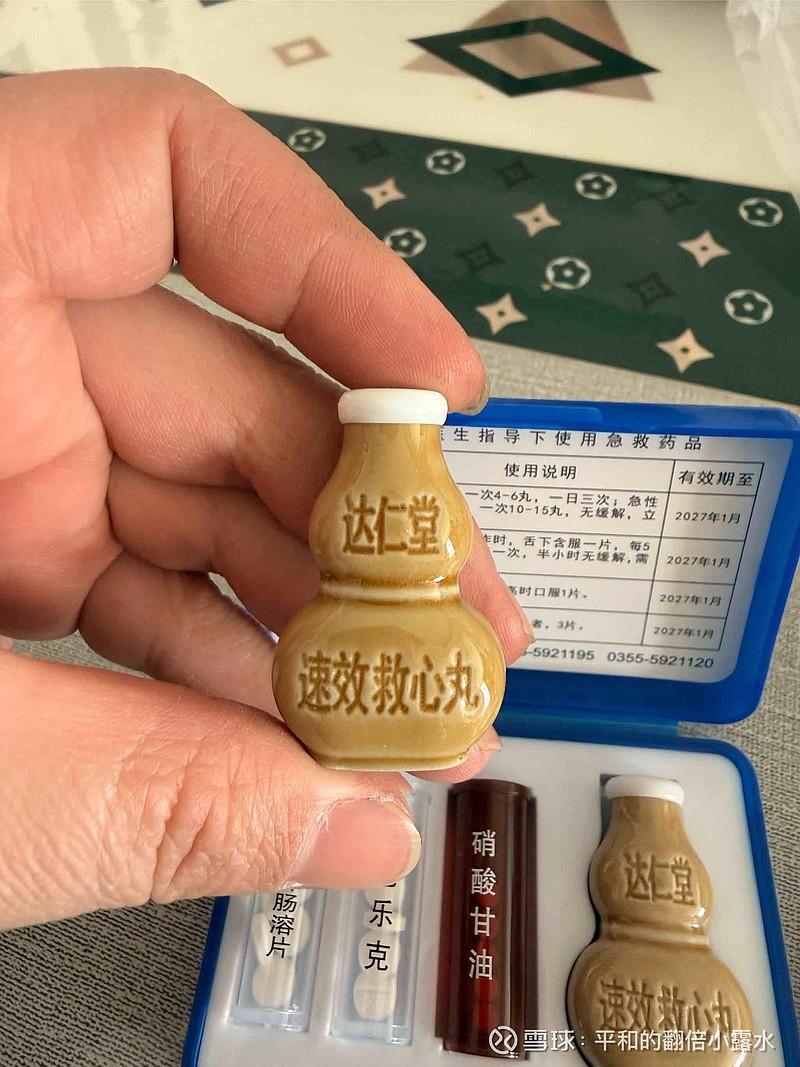 达仁堂
速效救心丸
生指导下使用急救药品
使用说明
有效期至
一次4-6丸，一日三次；急性
一次10-15丸，无缓解，立
2027年1月
作时，舌下含服一片，每5
一次，半小时无缓解，需
2027年1月
高时口服1片。
2027年1月
者，3片。
2027年1月
-5921195 0355-5921120
肠溶片
乐克
硝酸甘油
达仁堂
速效救心丸
雪球：平和的翻倍小露水